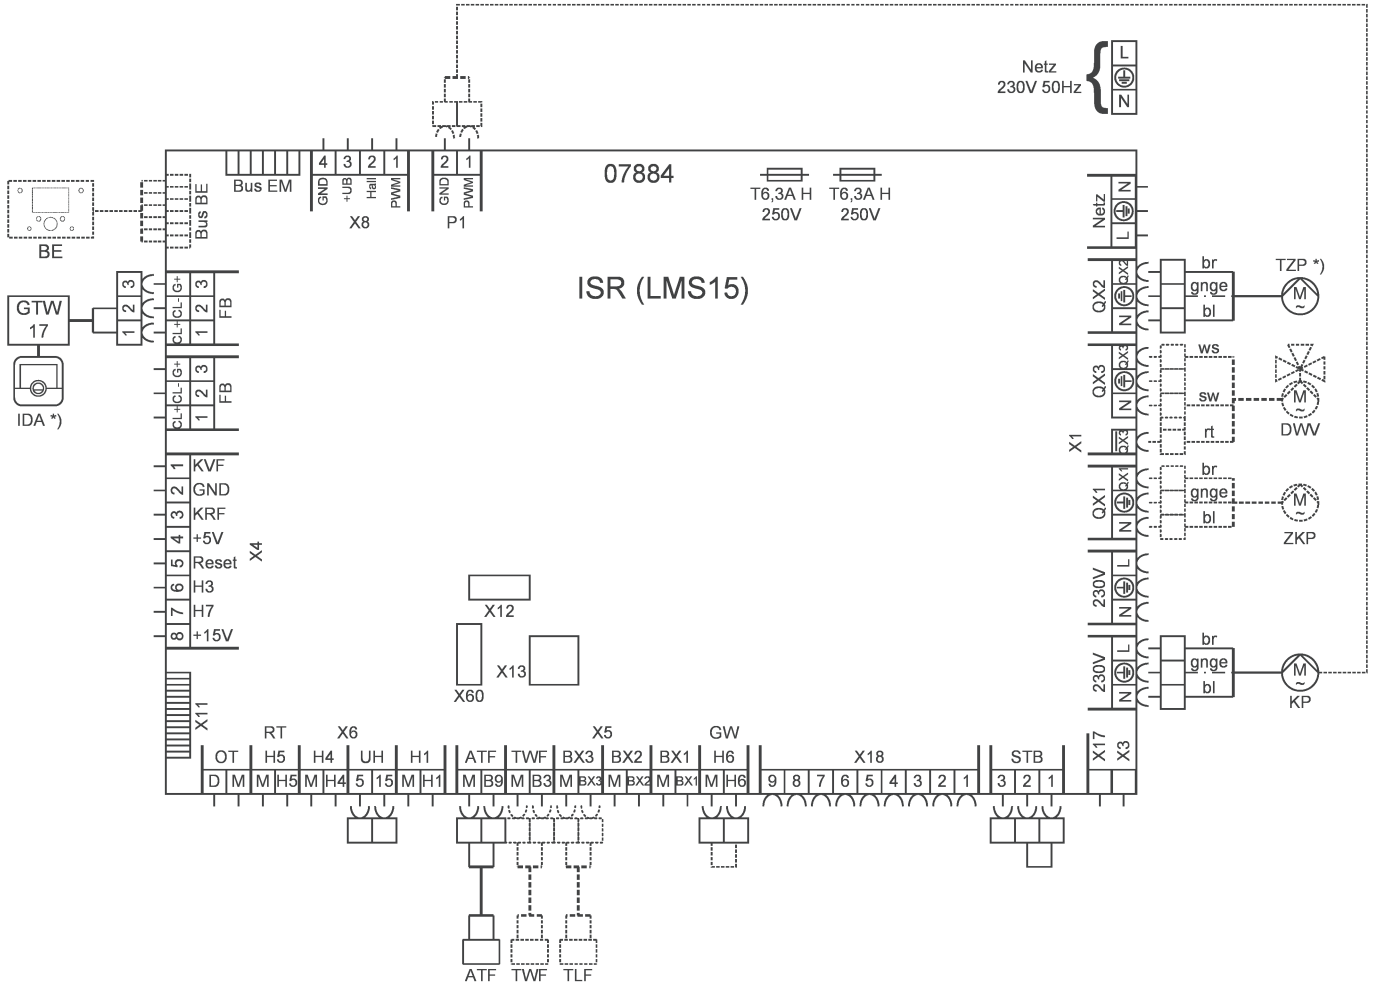 Netz
230V 50Hz
L
N
Bus EM
4 3 2 1
GND +UB Hall PWM
X8
2 1
GND PWM
P1
07884
T6,3A H
250V
T6,3A H
250V
ISR (LMS15)
BE
Bus BE
GTW
17
IDA *)
3 2 1
G+ CL- CL+
3 2 1
FB
G+ CL- CL+
3 2 1
FB
1 KVF
2 GND
3 KRF
4 +5V
5 Reset
6 H3
7 H7
8 +15V
X4
X11
X12
X60
X13
Netz
N
L
QX2
QX2
N
br
gnge
bl
TZP *)
M
~
QX3
QX3
N
QX3
ws
sw
rt
M
~
DWV
X1
QX1
QX1
N
br
gnge
bl
M
~
ZKP
230V
L
N
230V
L
N
br
gnge
bl
M
~
KP
X17
X3
RT
X6
X5
GW
OT
H5
H4
UH
H1
ATF
TWF
BX3
BX2
BX1
H6
X18
STB
D M
M H5
M H4
5 15
M H1
M B9
M B3
M BX3
M BX2
M BX1
M H6
9 8 7 6 5 4 3 2 1
3 2 1
ATF
TWF
TLF